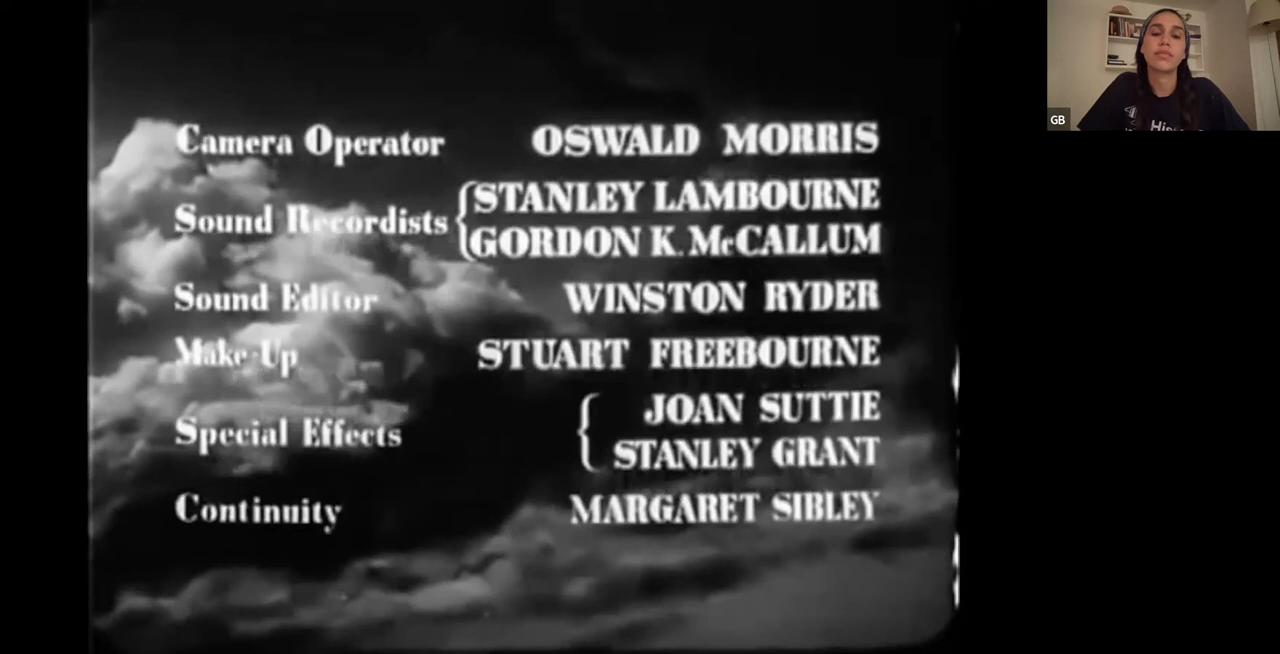 Camera Operator OSWALD MORRIS
Sound Recordists STANLEY LAMBOURNE
GORDON K. McCALLUM
Sound Editor WINSTON RYDER
Make-Up STUART FREEBOURNE
Special Effects JOAN SUTTIE
STANLEY GRANT
Continuity MARGARET SIBLEY
GB